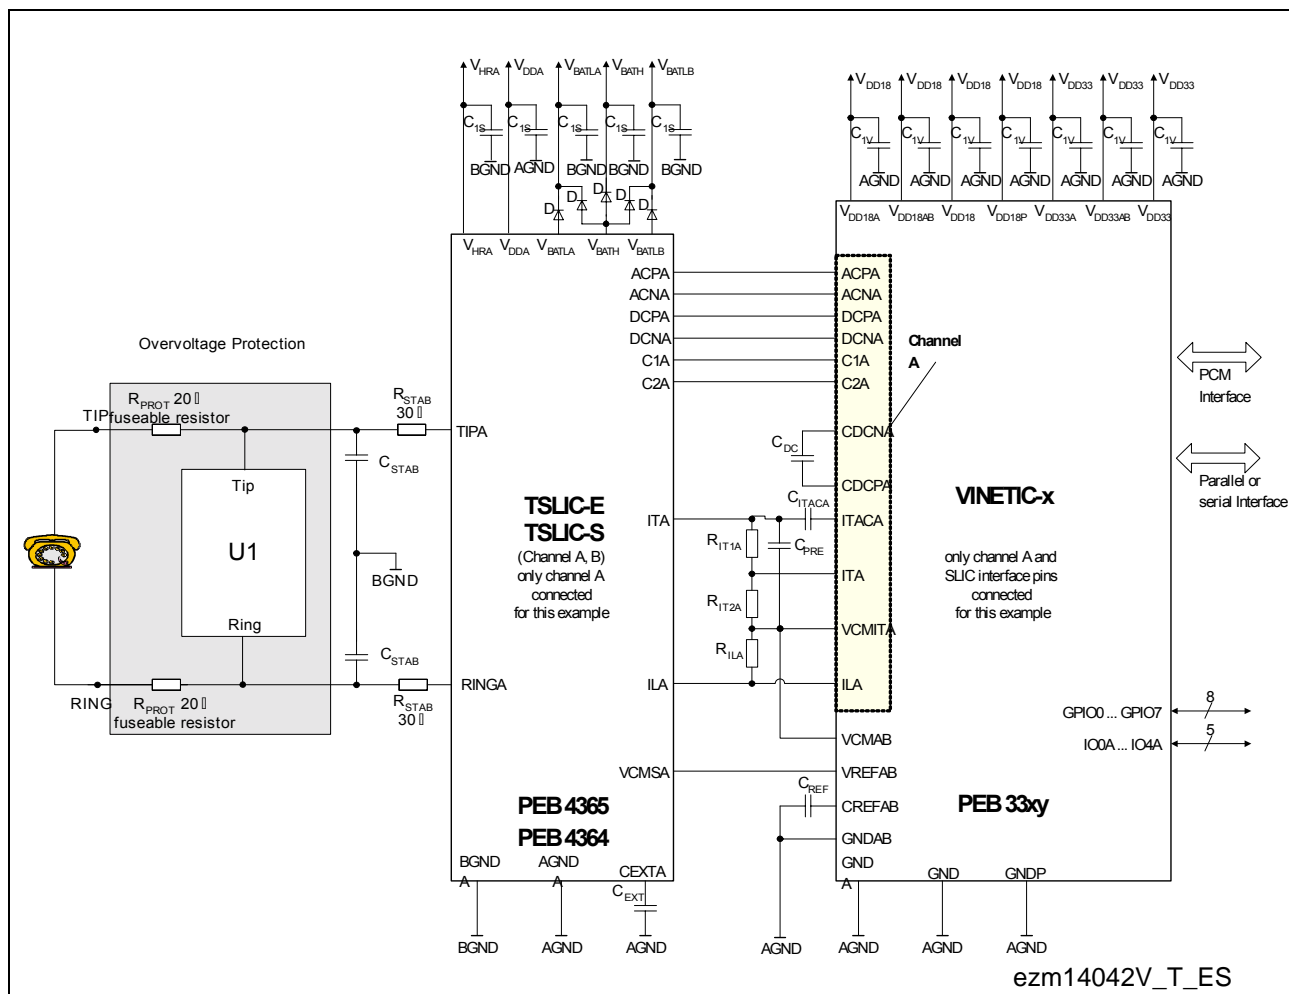 VHRA VDDA VBATLA VBATH VBATLB
VDD18 VDD18 VDD18 VDD18 VDD33 VDD33 VDD33
C1S C1S C1S C1S C1S
C1V C1V C1V C1V C1V C1V C1V
BGND AGND BGND BGND BGND
AGND AGND AGND AGND AGND AGND AGND
D D D D D
VHRA VDDA VBATLA VBATH VBATLB
VDD18A VDD18AB VDD18 VDD18P VDD33A VDD33AB VDD33
ACPA ACPA
ACNA ACNA
DCPA DCPA
DCNA DCNA
C1A C1A
C2A C2A
Channel
A
Overvoltage Protection
PCM
Interface
RPROT 20
TIP fuseable resistor
RSTAB
30
TIPA
CSTAB
Tip
U1
Ring
BGND
CSTAB
RING
RPROT 20
fuseable resistor
RSTAB
30
RINGA
TSLIC-E
TSLIC-S
(Channel A, B)
only channel A
connected
for this example
CDCNA
CDC
CDCPA
CITACA
ITA ITACA
RIT1A CPRE
ITA
RIT2A
VCMITA
RILA
ILA ILA
VINETIC-x
only channel A and
SLIC interface pins
connected
for this example
Parallel or
serial Interface
GPIO0 ... GPIO7 8
IO0A ... IO4A 5
VCMAB
VCMSA VREFAB
CREF
CREFAB
GNDAB
PEB 4365
PEB 4364
PEB 33xy
BGND
A
AGND
A
CEXTA
CEXT
GND
A
GND
GNDP
BGND AGND AGND AGND AGND AGND AGND
ezm14042V_T_ES